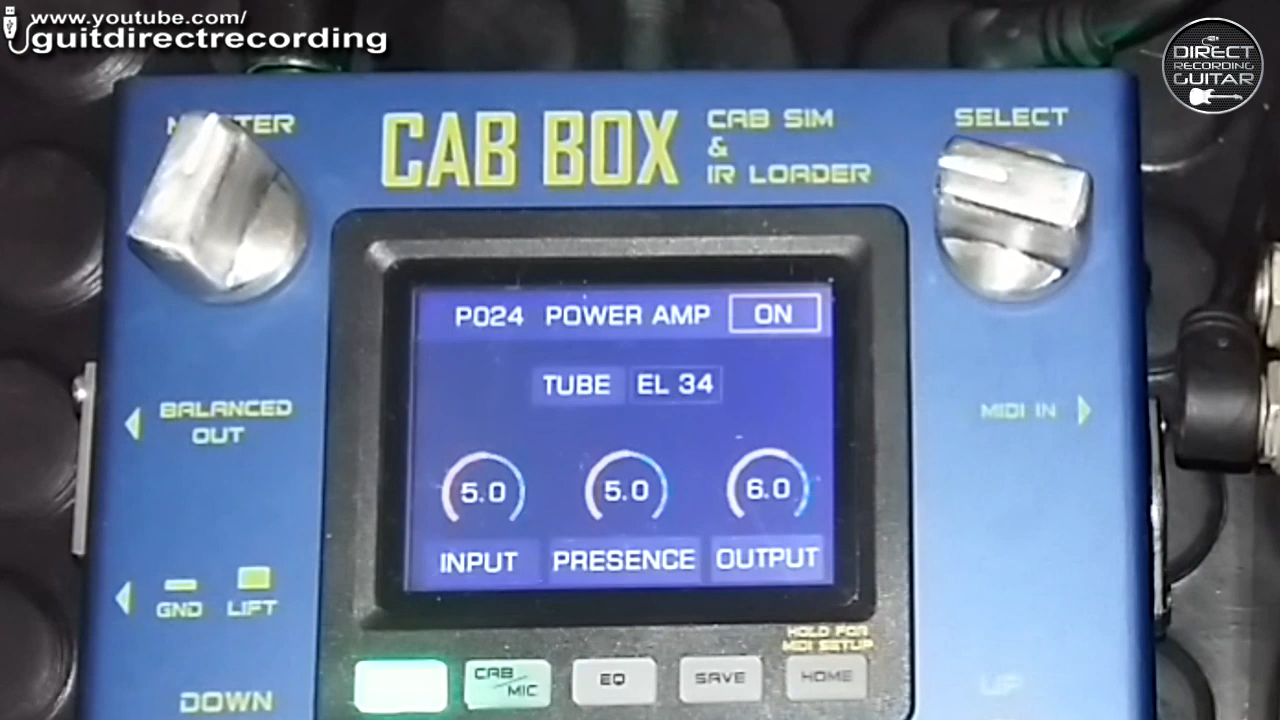 www.youtube.com/
guitdirectrecording
DIRECT
RECORDING
GUITAR
CAB BOX
CAB SIM
&
IR LOADER
SELECT
P024 POWER AMP ON
TUBE EL 34
BALANCED
OUT
MIDI IN
5.0 5.0 6.0
INPUT PRESENCE OUTPUT
GND LIFT
HOLD FOR
MIDI SETUP
CAB/MIC EQ SAVE HOME
DOWN
UP